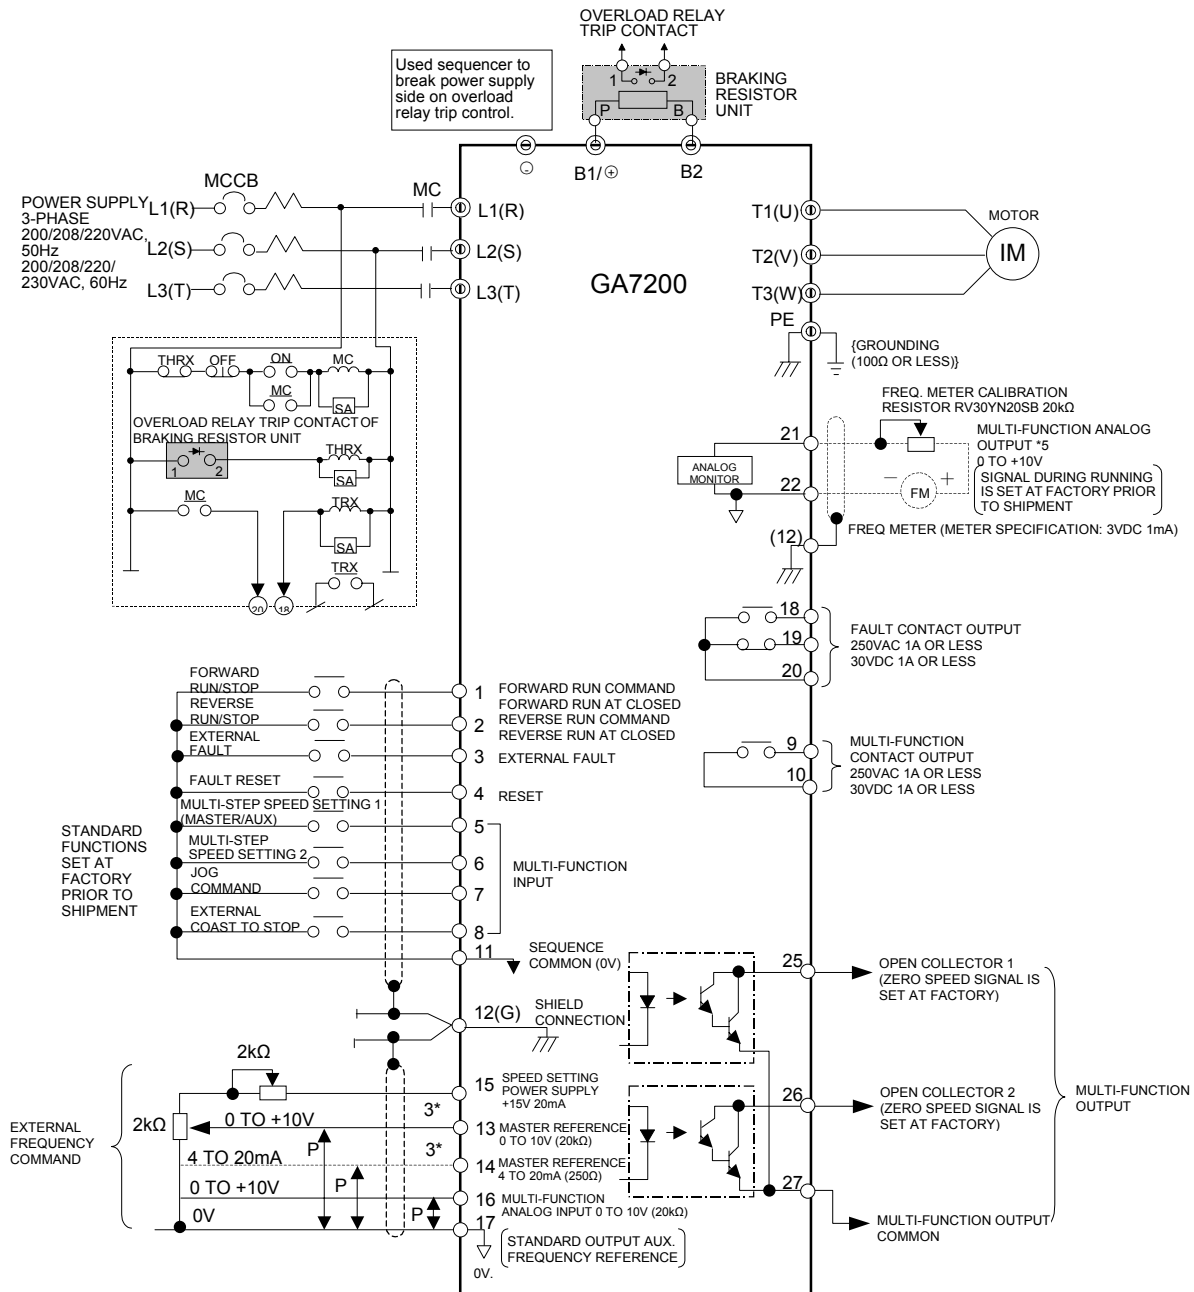 OVERLOAD RELAY
TRIP CONTACT
Used sequencer to
break power supply
side on overload
relay trip control.
1 2
P B
BRAKING
RESISTOR
UNIT
B1/⊕
B2
MCCB
MC
POWER SUPPLY
3-PHASE
200/208/220VAC,
50Hz
200/208/220/
230VAC, 60Hz
L1(R)
L2(S)
L3(T)
L1(R)
L2(S)
L3(T)
GA7200
T1(U)
T2(V)
T3(W)
PE
MOTOR
IM
{GROUNDING
(100Ω OR LESS)}
THRX OFF ON MC
MC
SA
OVERLOAD RELAY TRIP CONTACT OF
BRAKING RESISTOR UNIT
1 2
THRX
SA
MC
TRX
SA
TRX
20 18
FREQ. METER CALIBRATION
RESISTOR RV30YN20SB 20kΩ
21
ANALOG
MONITOR
22
MULTI-FUNCTION ANALOG
OUTPUT *5
0 TO +10V
SIGNAL DURING RUNNING
IS SET AT FACTORY PRIOR
TO SHIPMENT
− FM +
FREQ METER (METER SPECIFICATION: 3VDC 1mA)
(12)
18
19
20
FAULT CONTACT OUTPUT
250VAC 1A OR LESS
30VDC 1A OR LESS
9
10
MULTI-FUNCTION
CONTACT OUTPUT
250VAC 1A OR LESS
30VDC 1A OR LESS
STANDARD
FUNCTIONS
SET AT
FACTORY
PRIOR TO
SHIPMENT
FORWARD
RUN/STOP
REVERSE
RUN/STOP
EXTERNAL
FAULT
FAULT RESET
MULTI-STEP SPEED SETTING 1
(MASTER/AUX)
MULTI-STEP
SPEED SETTING 2
JOG
COMMAND
EXTERNAL
COAST TO STOP
1 FORWARD RUN COMMAND
FORWARD RUN AT CLOSED
2 REVERSE RUN COMMAND
REVERSE RUN AT CLOSED
3 EXTERNAL FAULT
4 RESET
5
6
7
8
MULTI-FUNCTION
INPUT
11 SEQUENCE
COMMON (0V)
12(G) SHIELD
CONNECTION
EXTERNAL
FREQUENCY
COMMAND
2kΩ
2kΩ
0 TO +10V
4 TO 20mA
0 TO +10V
0V
P
P
P
3*
3*
15 SPEED SETTING
POWER SUPPLY
+15V 20mA
13 MASTER REFERENCE
0 TO 10V (20kΩ)
14 MASTER REFERENCE
4 TO 20mA (250Ω)
16 MULTI-FUNCTION
ANALOG INPUT 0 TO 10V (20kΩ)
17
STANDARD OUTPUT AUX.
FREQUENCY REFERENCE
0V.
25
OPEN COLLECTOR 1
(ZERO SPEED SIGNAL IS
SET AT FACTORY)
26
OPEN COLLECTOR 2
(ZERO SPEED SIGNAL IS
SET AT FACTORY)
27
MULTI-FUNCTION OUTPUT
COMMON
MULTI-FUNCTION
OUTPUT